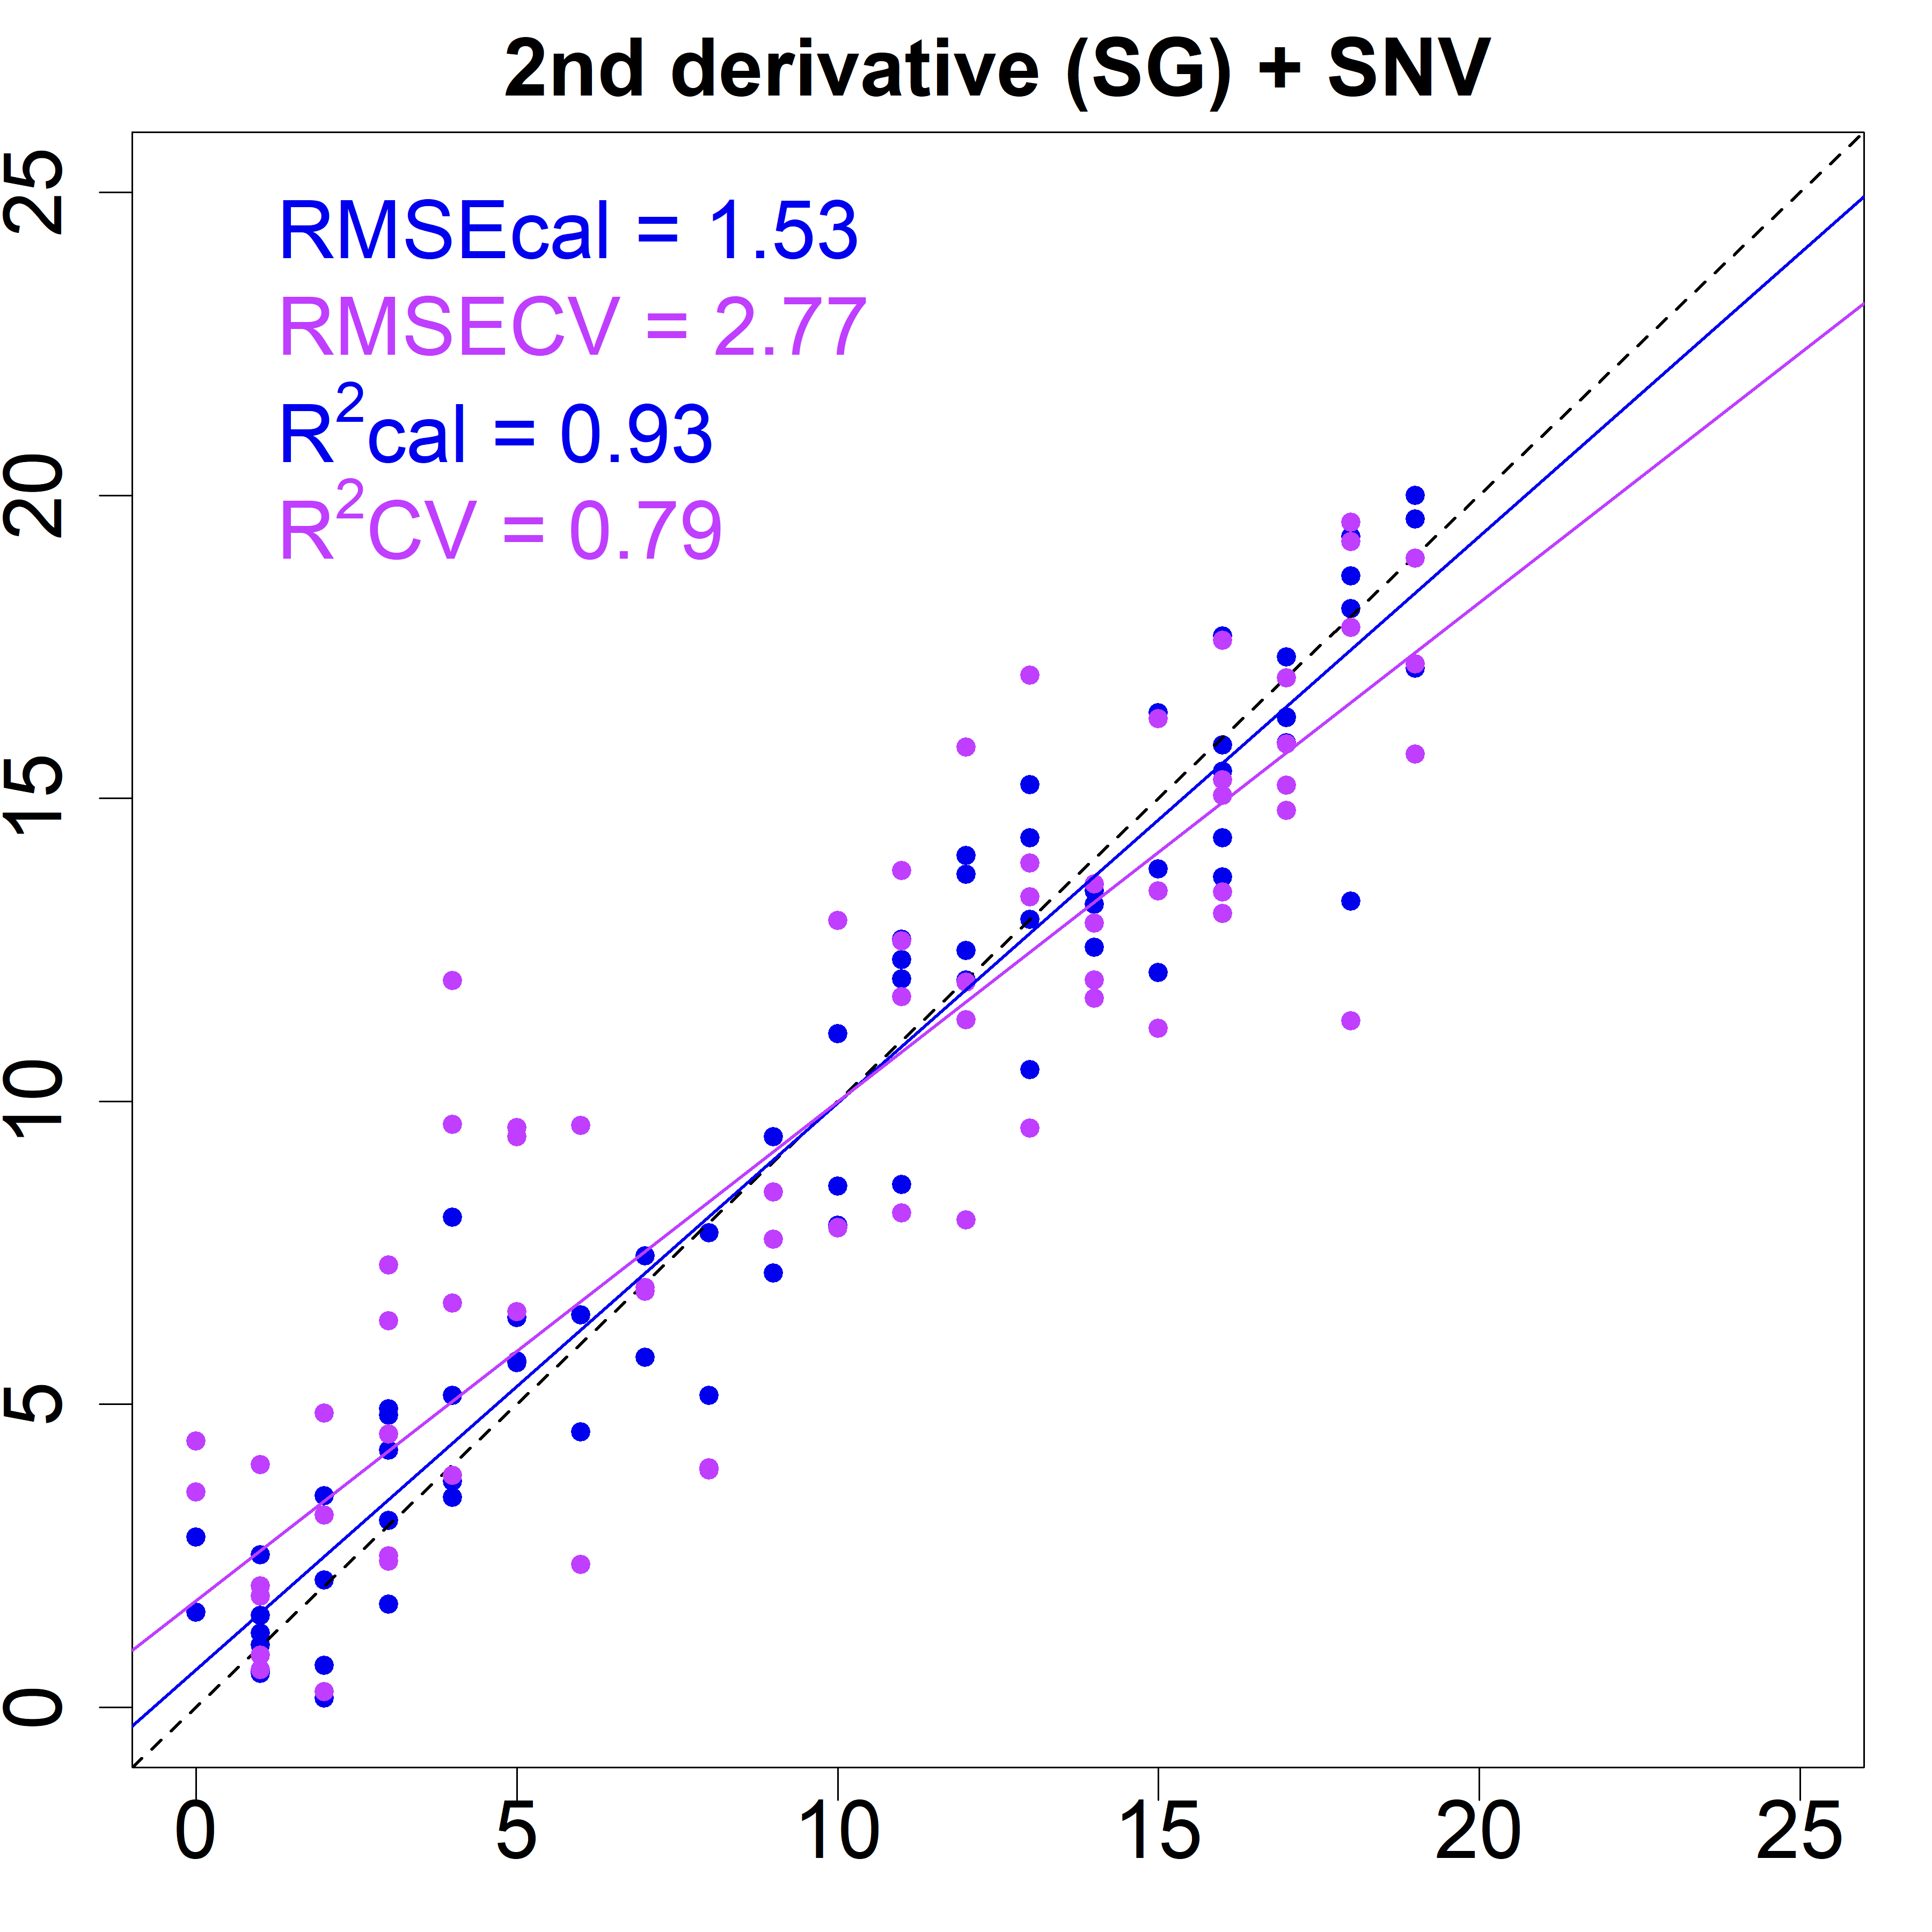 2nd derivative (SG) + SNV
25
20
15
10
5
0
RMSEcal = 1.53
RMSECV = 2.77
R²cal = 0.93
R²CV = 0.79
0 5 10 15 20 25